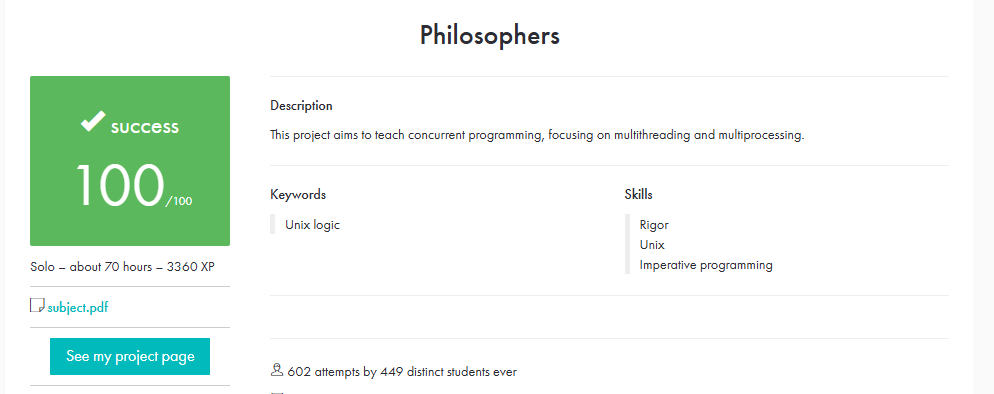 Philosophers
success
100/100
Solo – about 70 hours – 3360 XP
subject.pdf
See my project page
Description
This project aims to teach concurrent programming, focusing on multithreading and multiprocessing.
Keywords
Unix logic
Skills
Rigor
Unix
Imperative programming
602 attempts by 449 distinct students ever